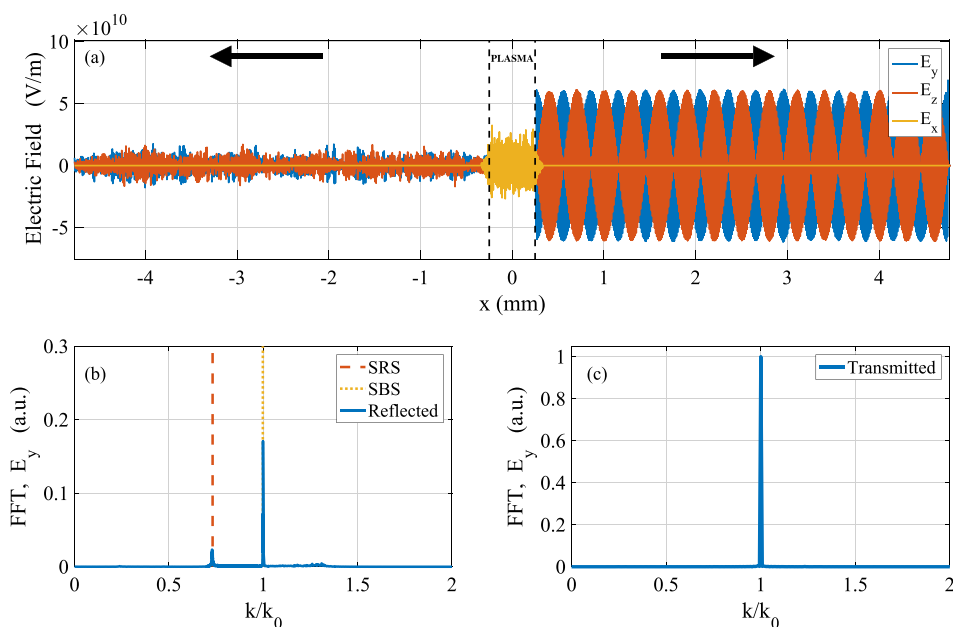 ×10^10
(a)
PLASMA
10
5
0
-5
Electric Field (V/m)
E_y
E_z
E_x
-4 -3 -2 -1 0 1 2 3 4
x (mm)
(b)
0.3
0.2
0.1
0
FFT, E_y (a.u.)
SRS
SBS
Reflected
0 0.5 1 1.5 2
k/k_0
(c)
1
0.8
0.6
0.4
0.2
0
FFT, E_y (a.u.)
Transmitted
0 0.5 1 1.5 2
k/k_0